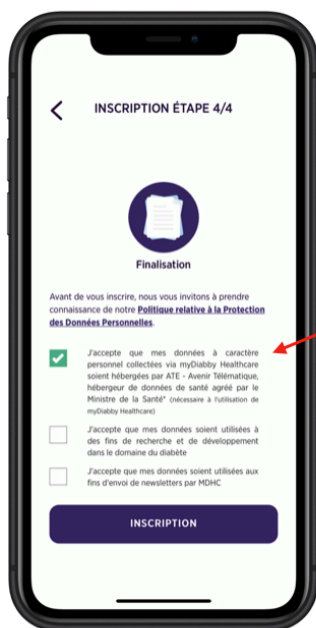 INSCRIPTION ÉTAPE 4/4
Finalisation
Avant de vous inscrire, nous vous invitons à prendre
connaissance de notre Politique relative à la Protection
des Données Personnelles.
J'accepte que mes données à caractère
personnel collectées via myDiabby Healthcare
soient hébergées par ATE - Avenir Télématique,
hébergeur de données de santé agréé par le
Ministre de la Santé* (nécessaire à l'utilisation de
myDiabby Healthcare)
J'accepte que mes données soient utilisées à
des fins de recherche et de développement
dans le domaine du diabète
J'accepte que mes données soient utilisées aux
fins d'envoi de newsletters par MDHC
INSCRIPTION